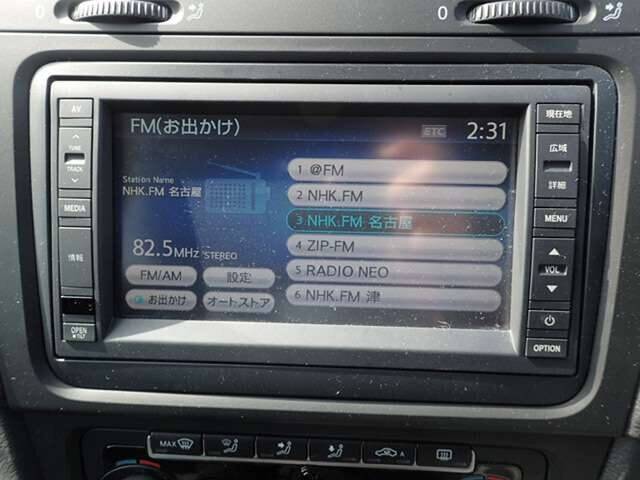 0
0
AV
TUNE
TRACK
MEDIA
情報
OPEN
TILT
FM(お出かけ)
ETC
2:31
Station Name
NHK.FM 名古屋
82.5MHz STEREO
FM/AM
設定
お出かけ
オートストア
1 @FM
2 NHK.FM
3 NHK.FM 名古屋
4 ZIP-FM
5 RADIO NEO
6 NHK.FM 津
現在地
広域
詳細
MENU
VOL
OPTION
MAX
A